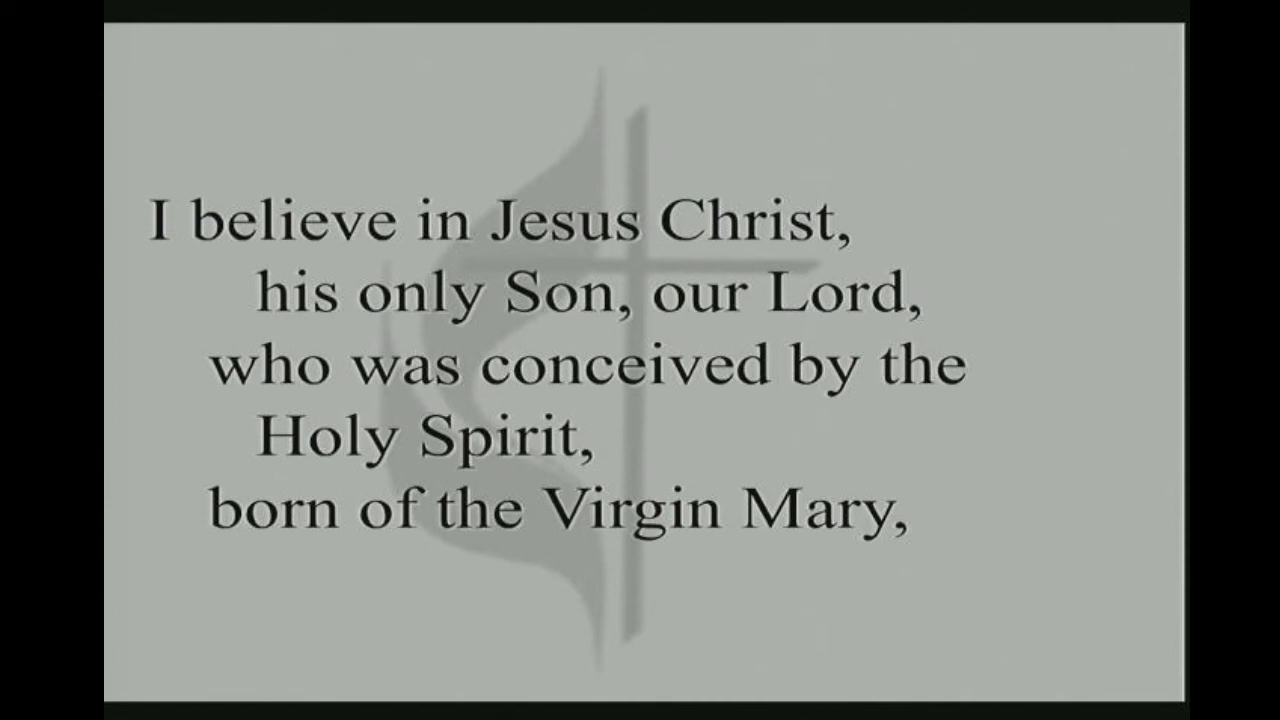 I believe in Jesus Christ,
his only Son, our Lord,
who was conceived by the
Holy Spirit,
born of the Virgin Mary,